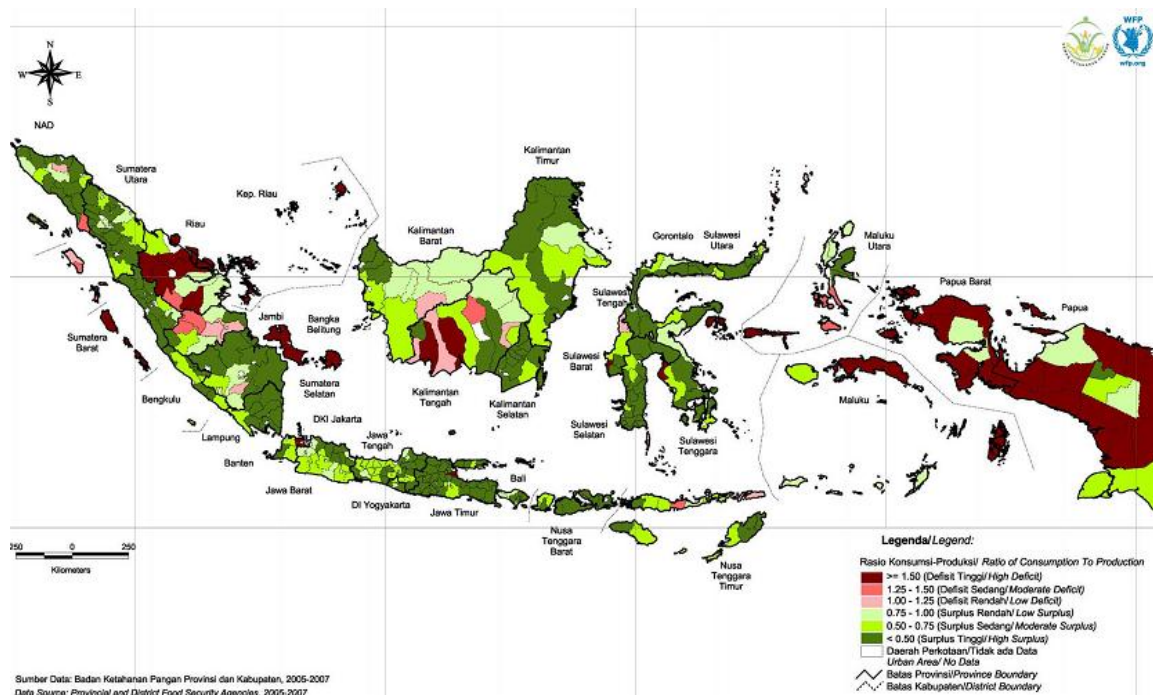 WFP
wfp.org
N
W E
S
NAD
Sumatera
Utara
Riau
Kep. Riau
Kalimantan
Timur
Kalimantan
Barat
Gorontalo
Sulawesi
Utara
Maluku
Utara
Papua Barat
Papua
Sulawesi
Tengah
Jambi
Bangka
Belitung
Sumatera
Barat
Sumatera
Selatan
Sulawesi
Barat
Bengkulu
Kalimantan
Tengah
Kalimantan
Selatan
Maluku
Lampung
DKI Jakarta
Jawa
Tengah
Sulawesi
Selatan
Sulawesi
Tenggara
Banten
Jawa Barat
DI Yogyakarta
Jawa Timur
Bali
Nusa
Tenggara
Barat
Nusa
Tenggara
Timur
250 0 250
Kilometers
Legenda/Legend:
Rasio Konsumsi-Produksi/ Ratio of Consumption To Production
>= 1.50 (Defisit Tinggi/High Deficit)
1.25 - 1.50 (Defisit Sedang/Moderate Deficit)
1.00 - 1.25 (Defisit Rendah/Low Deficit)
0.75 - 1.00 (Surplus Rendah/Low Surplus)
0.50 - 0.75 (Surplus Sedang/Moderate Surplus)
< 0.50 (Surplus Tinggi/High Surplus)
Daerah Perkotaan/Tidak ada Data
Urban Area/ No Data
Batas Provinsi/Province Boundary
Batas Kabupaten/District Boundary
Sumber Data: Badan Ketahanan Pangan Provinsi dan Kabupaten, 2005-2007
Data Source: Provincial and District Food Security Agencies, 2005-2007